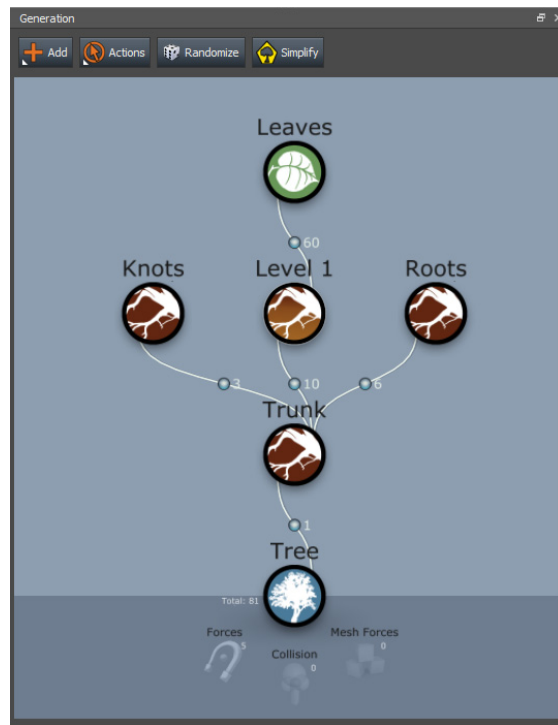 Generation
Add Actions Randomize Simplify
Leaves
60
Knots Level 1 Roots
3 10 6
Trunk
1
Tree
Total: 81
Forces Mesh Forces
5 0
Collision
0